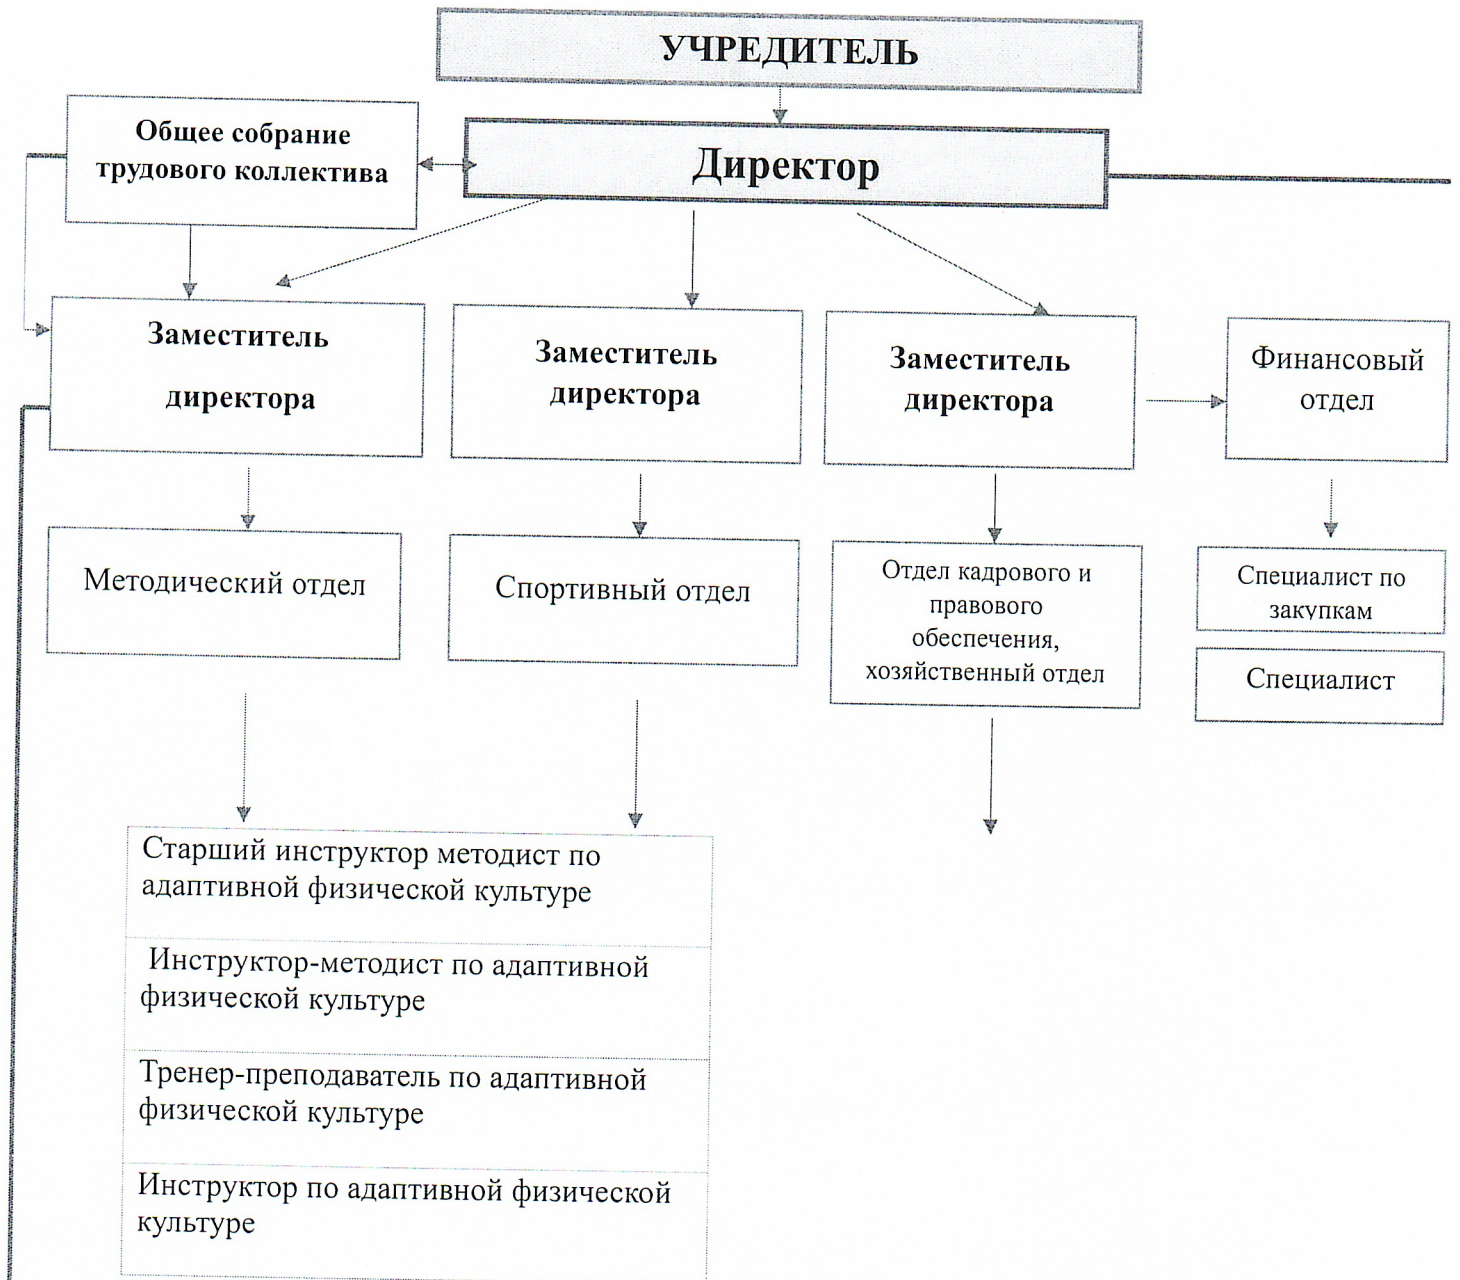 УЧРЕДИТЕЛЬ
Общее собрание
трудового коллектива
Директор
Заместитель
директора
Заместитель
директора
Заместитель
директора
Финансовый
отдел
Методический отдел
Спортивный отдел
Отдел кадрового и
правового
обеспечения,
хозяйственный отдел
Специалист по
закупкам
Специалист
Старший инструктор методист по
адаптивной физической культуре
Инструктор-методист по адаптивной
физической культуре
Тренер-преподаватель по адаптивной
физической культуре
Инструктор по адаптивной физической
культуре